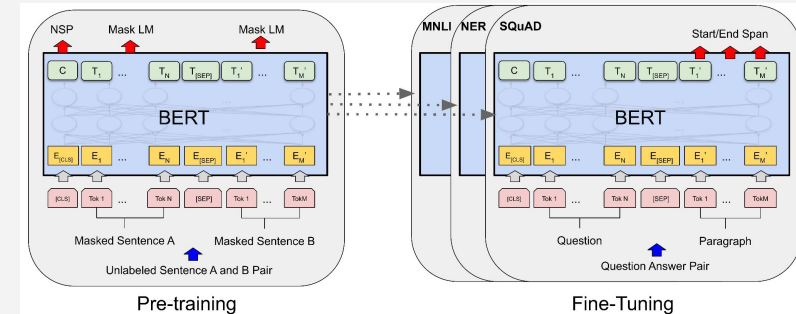 NSP Mask LM Mask LM
C T1 ... TN T[SEP] T1' ... TM'
BERT
E[CLS] E1 ... EN E[SEP] E1' ... EM'
[CLS] Tok 1 ... Tok N [SEP] Tok 1 ... TokM
Masked Sentence A Masked Sentence B
Unlabeled Sentence A and B Pair
Pre-training
MNLI NER SQuAD
Start/End Span
C T1 ... TN T[SEP] T1' ... TM'
BERT
E[CLS] E1 ... EN E[SEP] E1' ... EM'
[CLS] Tok 1 ... Tok N [SEP] Tok 1 ... TokM
Question Paragraph
Question Answer Pair
Fine-Tuning